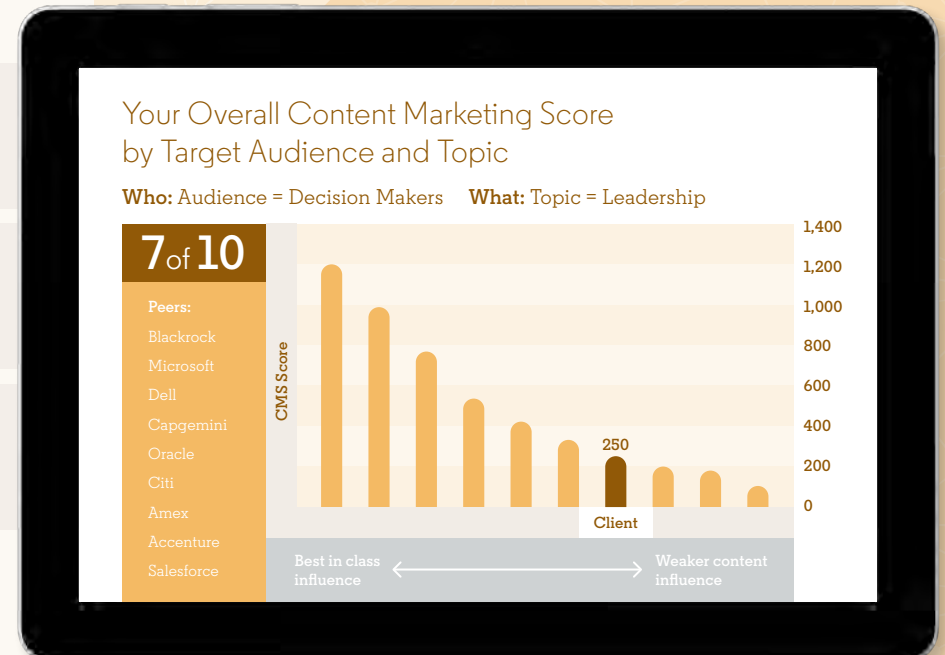 Your Overall Content Marketing Score
by Target Audience and Topic
Who: Audience = Decision Makers What: Topic = Leadership
7 of 10
Peers:
Blackrock
Microsoft
Dell
Capgemini
Oracle
Citi
Amex
Accenture
Salesforce
CMS Score
250
Client
1,400
1,200
1,000
800
600
400
200
0
Best in class
influence
Weaker content
influence